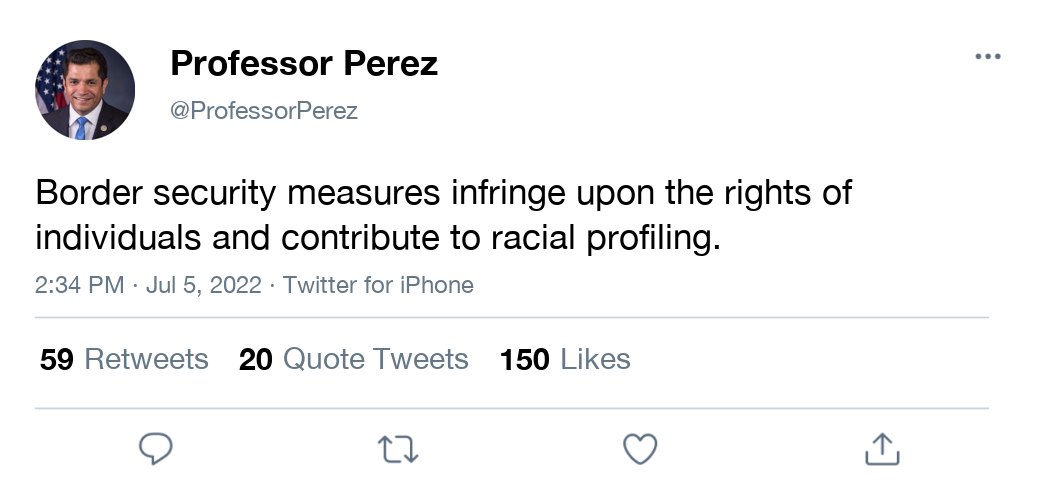 Professor Perez
@ProfessorPerez
Border security measures infringe upon the rights of
individuals and contribute to racial profiling.
2:34 PM · Jul 5, 2022 · Twitter for iPhone
59 Retweets 20 Quote Tweets 150 Likes